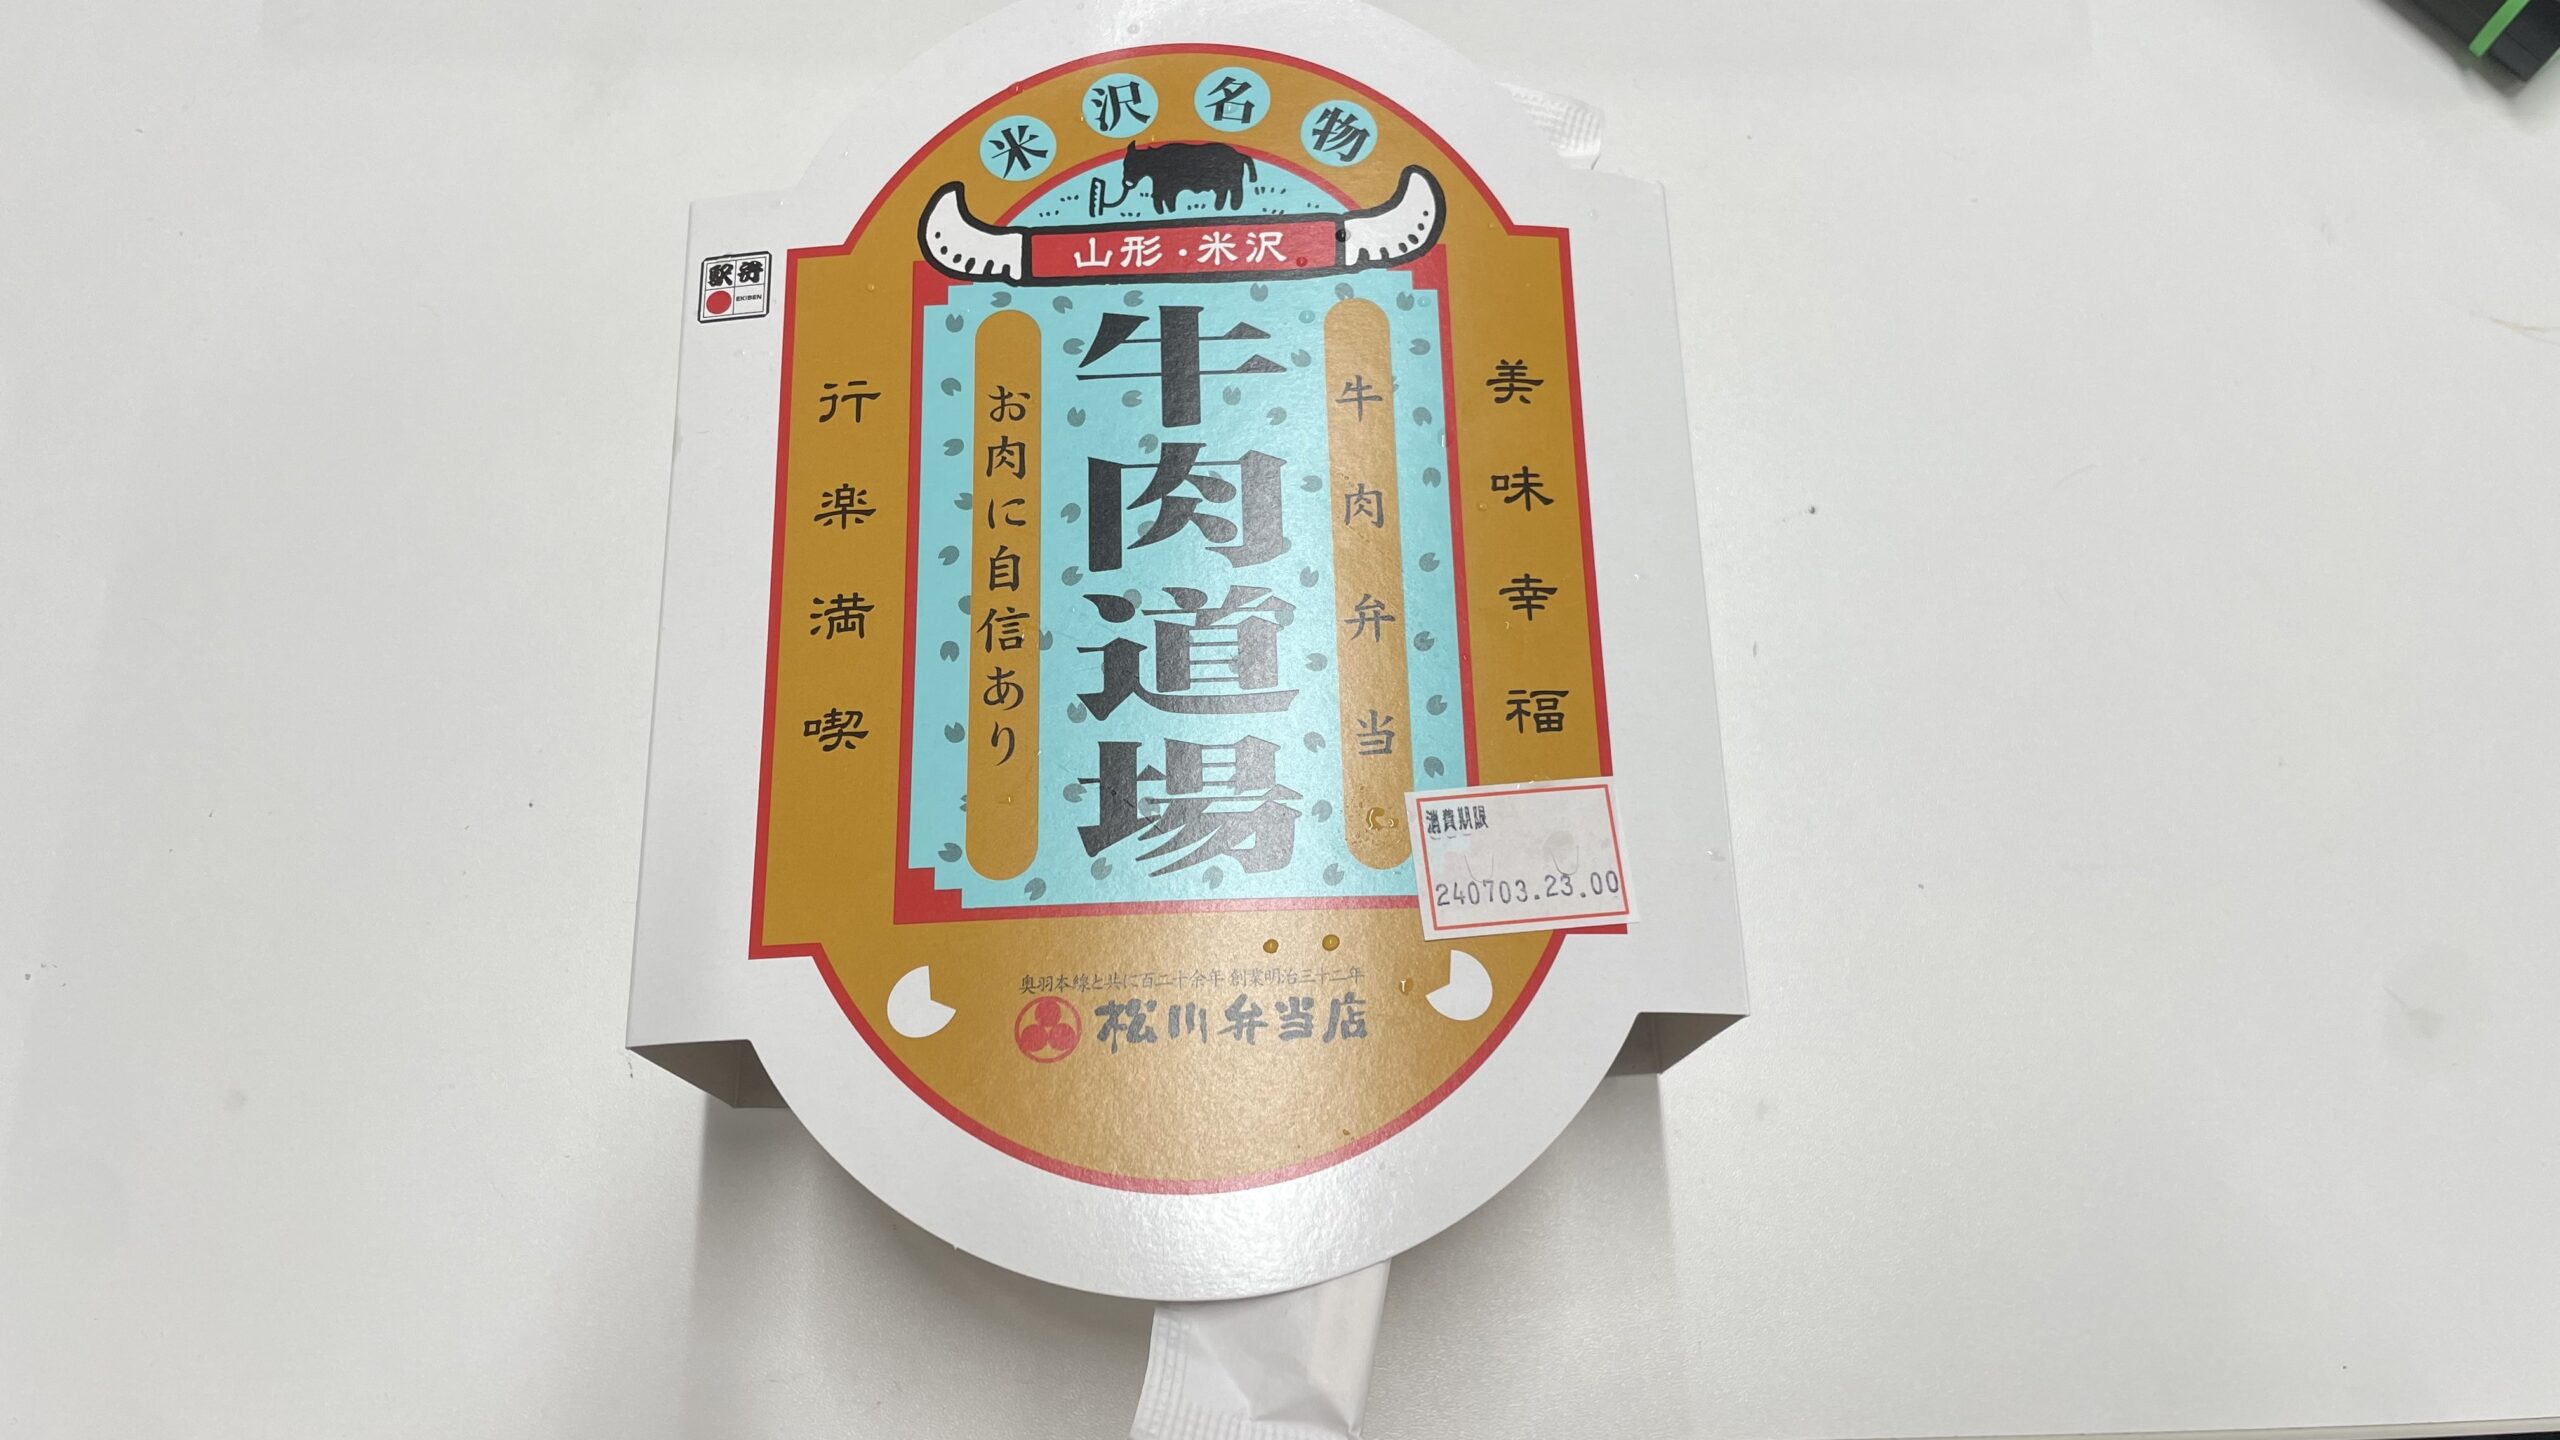 米沢名物
山形・米沢
駅弁
EKIBEN
美味幸福
牛肉弁当
牛肉道場
お肉に自信あり
行楽満喫
消費期限
240703.23.00
奥羽本線と共に百二十余年 創業明治三十二年
松川弁当店